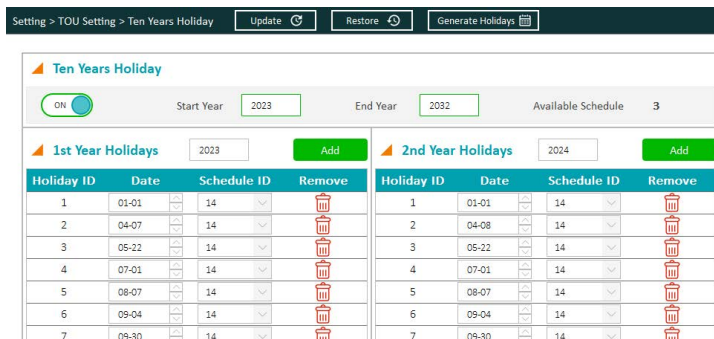 Setting > TOU Setting > Ten Years Holiday Update Restore Generate Holidays
Ten Years Holiday
ON Start Year 2023 End Year 2032 Available Schedule 3
1st Year Holidays 2023 Add 2nd Year Holidays 2024 Add
Holiday ID Date Schedule ID Remove Holiday ID Date Schedule ID Remove
1 01-01 14 1 01-01 14
2 04-07 14 2 04-08 14
3 05-22 14 3 05-22 14
4 07-01 14 4 07-01 14
5 08-07 14 5 08-07 14
6 09-04 14 6 09-04 14
7 09-30 14 7 09-30 14